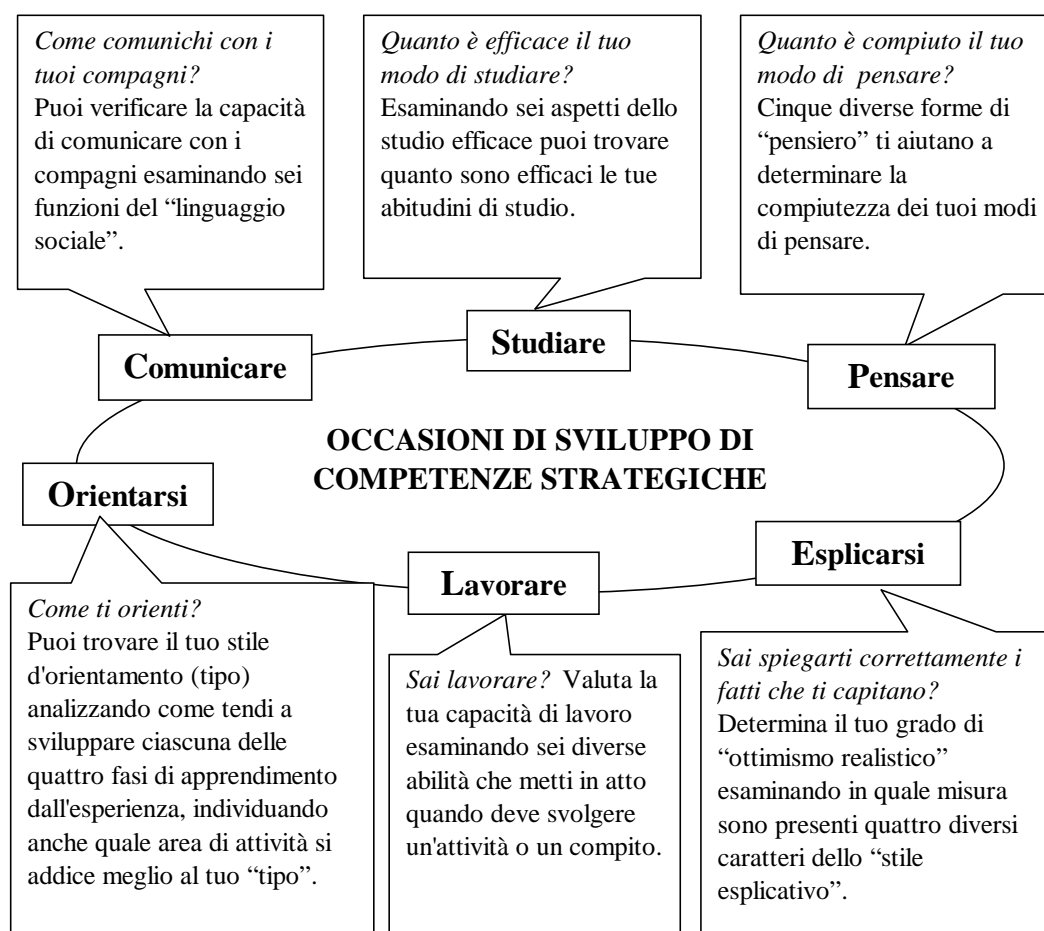 Come comunichi con i
tuoi compagni?
Puoi verificare la capacità
di comunicare con i
compagni esaminando sei
funzioni del “linguaggio
sociale”.
Quanto è efficace il tuo
modo di studiare?
Esaminando sei aspetti dello
studio efficace puoi trovare
quanto sono efficaci le tue
abitudini di studio.
Quanto è compiuto il tuo
modo di pensare?
Cinque diverse forme di
“pensiero” ti aiutano a
determinare la
compiutezza dei tuoi modi
di pensare.
Comunicare
Studiare
Pensare
OCCASIONI DI SVILUPPO DI
COMPETENZE STRATEGICHE
Orientarsi
Lavorare
Esplicarsi
Come ti orienti?
Puoi trovare il tuo stile
d'orientamento (tipo)
analizzando come tendi a
sviluppare ciascuna delle
quattro fasi di apprendimento
dall'esperienza, individuando
anche quale area di attività si
addice meglio al tuo “tipo”.
Sai lavorare? Valuta la
tua capacità di lavoro
esaminando sei diverse
abilità che metti in atto
quando deve svolgere
un'attività o un compito.
Sai spiegarti correttamente i
fatti che ti capitano?
Determina il tuo grado di
“ottimismo realistico”
esaminando in quale misura
sono presenti quattro diversi
caratteri dello “stile
esplicativo”.